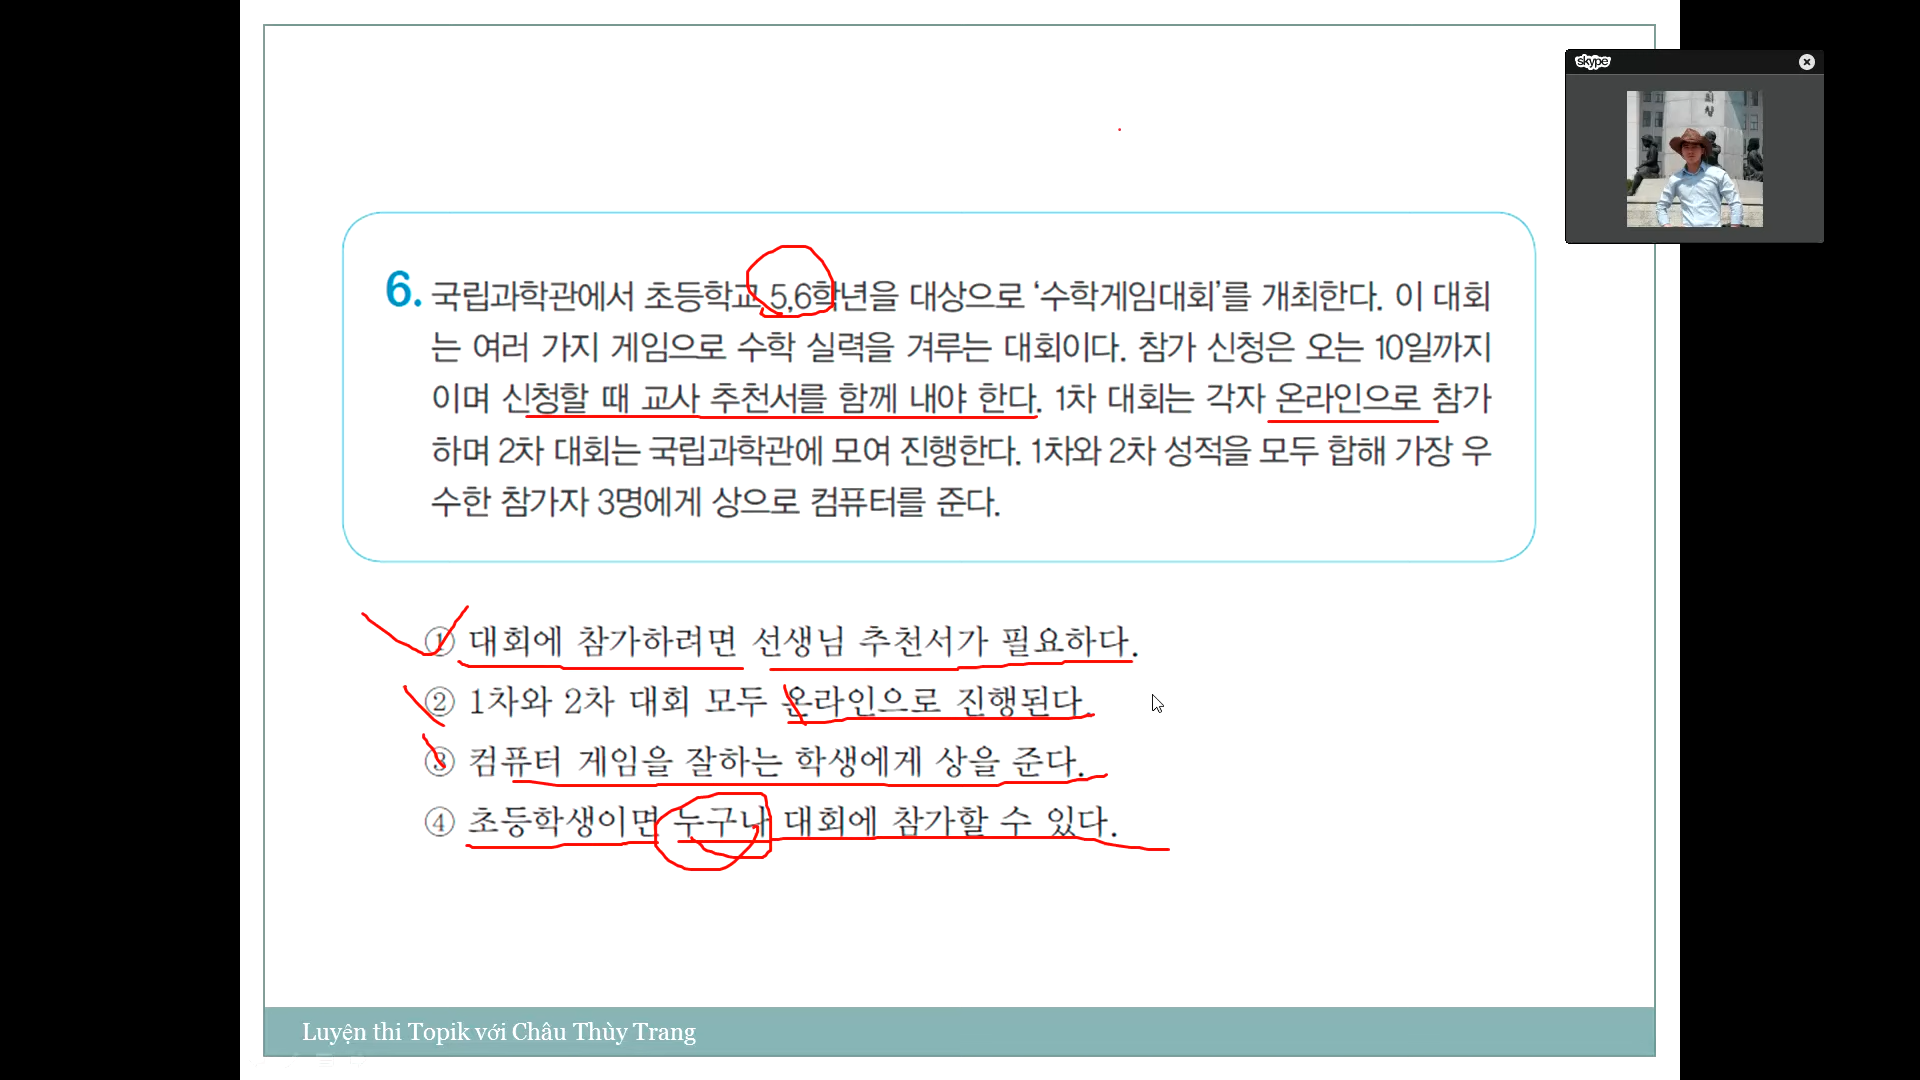 skype
6. 국립과학관에서 초등학교 5,6학년을 대상으로 ‘수학게임대회’를 개최한다. 이 대회
는 여러 가지 게임으로 수학 실력을 겨루는 대회이다. 참가 신청은 오는 10일까지
이며 신청할 때 교사 추천서를 함께 내야 한다. 1차 대회는 각자 온라인으로 참가
하며 2차 대회는 국립과학관에 모여 진행한다. 1차와 2차 성적을 모두 합해 가장 우
수한 참가자 3명에게 상으로 컴퓨터를 준다.
① 대회에 참가하려면 선생님 추천서가 필요하다.
② 1차와 2차 대회 모두 온라인으로 진행된다.
③ 컴퓨터 게임을 잘하는 학생에게 상을 준다.
④ 초등학생이면 누구나 대회에 참가할 수 있다.
Luyện thi Topik với Châu Thùy Trang